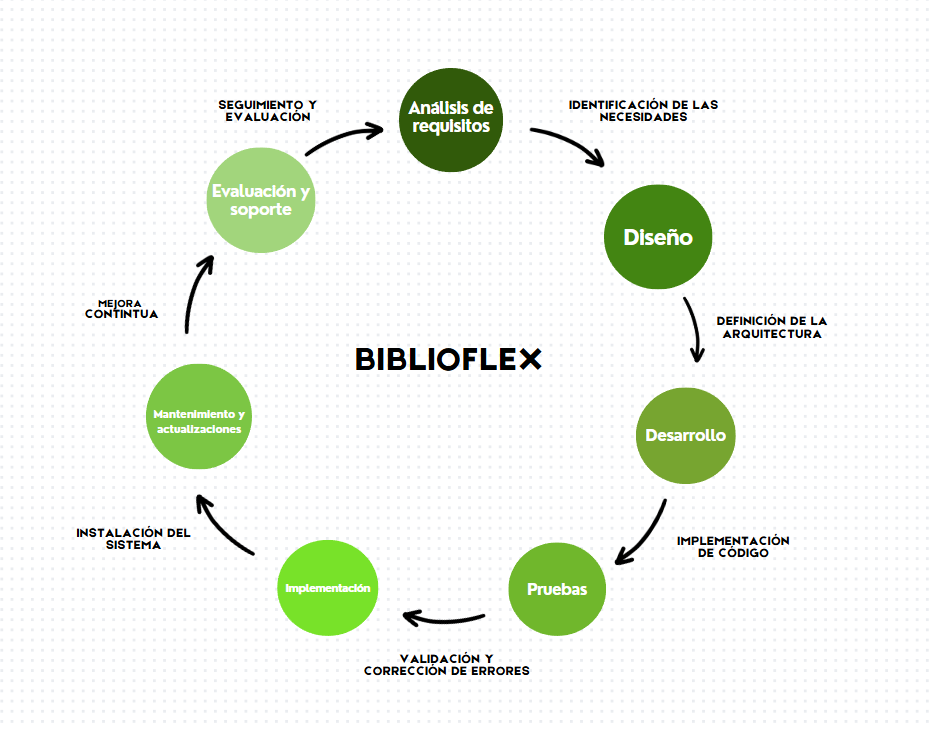 Análisis de
requisitos
IDENTIFICACIÓN DE LAS
NECESIDADES
Diseño
DEFINICIÓN DE LA
ARQUITECTURA
Desarrollo
IMPLEMENTACIÓN
DE CÓDIGO
Pruebas
VALIDACIÓN Y
CORRECCIÓN DE ERRORES
Implementación
INSTALACIÓN DEL
SISTEMA
Mantenimiento y
actualizaciones
MEJORA
CONTINTUA
Evaluación y
soporte
SEGUIMIENTO Y
EVALUACIÓN
BIBLIOFLEX